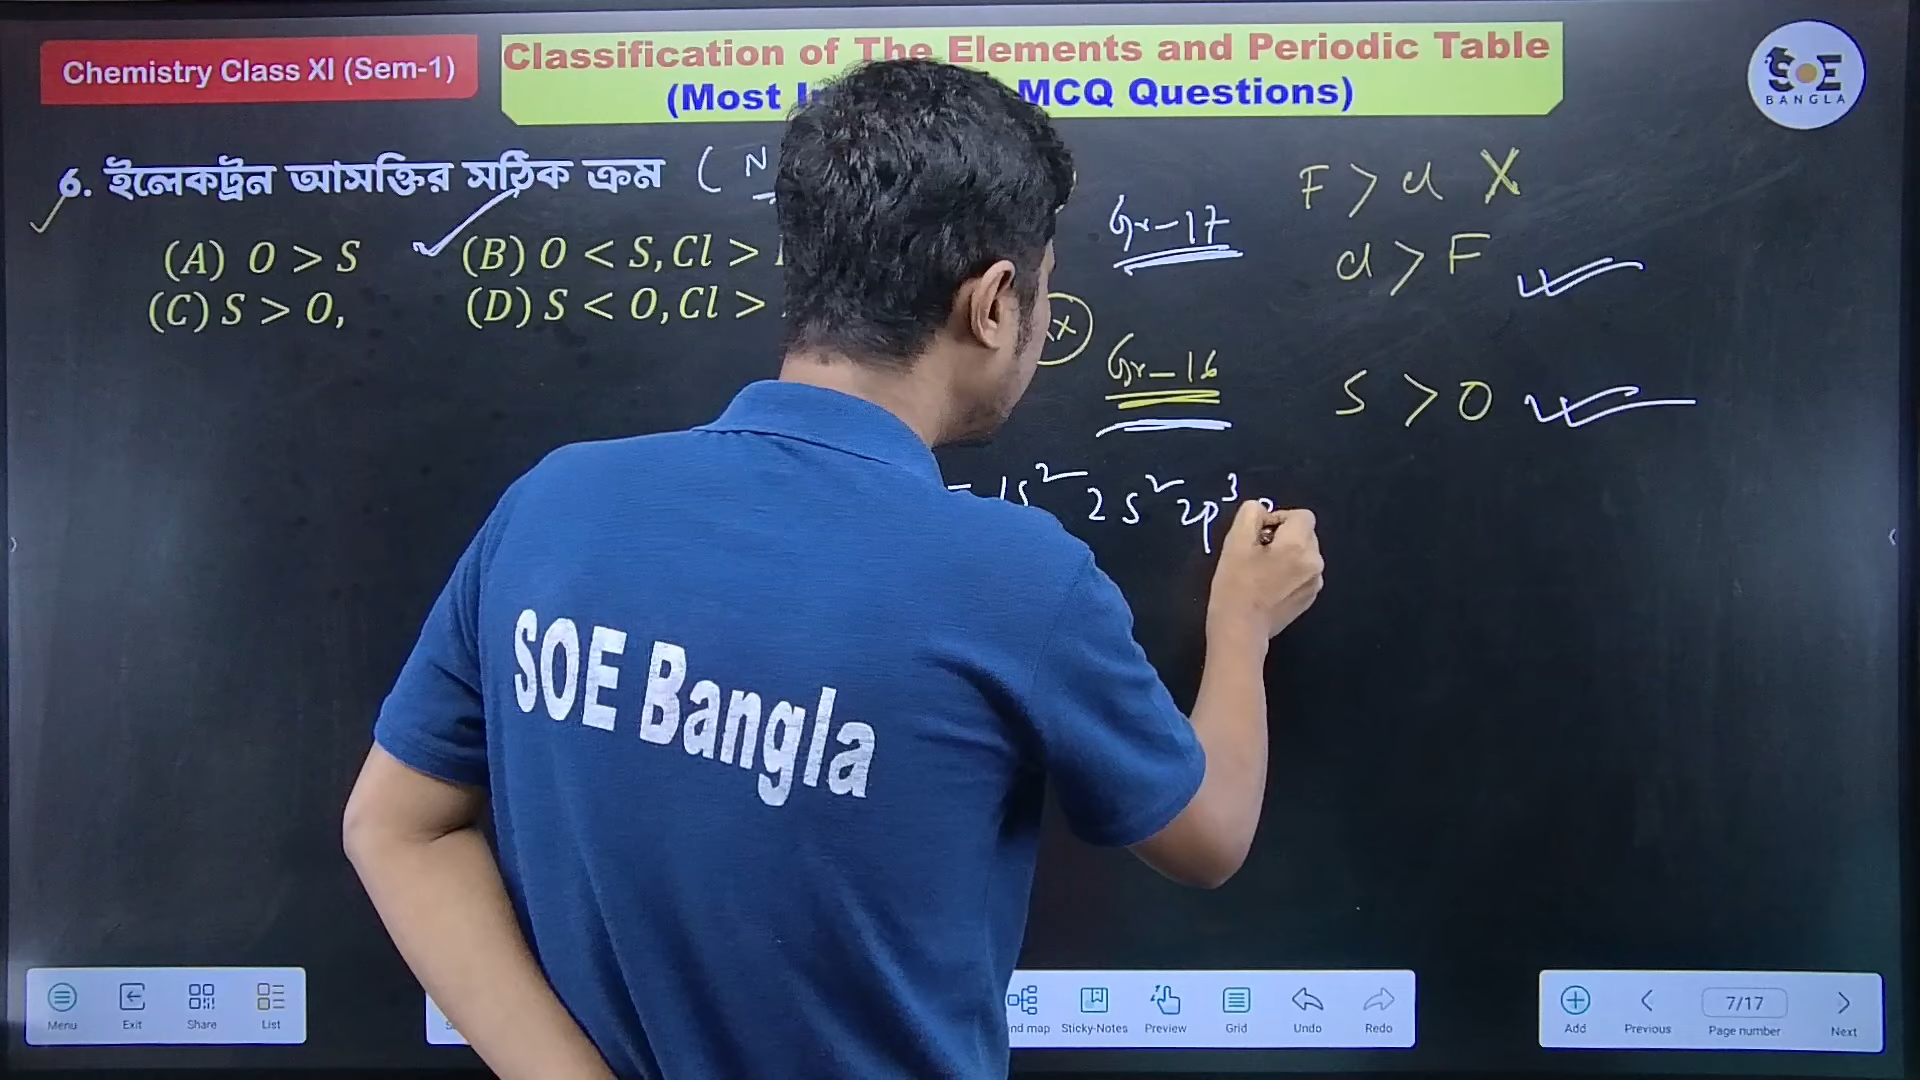 Chemistry Class XI (Sem-1)
Classification of The Elements and Periodic Table
(Most MCQ Questions)
SOE
BANGLA
6. ইলেকট্রন আসক্তির সঠিক ক্রম ( N
(A) O > S
(B) O < S, Cl >
(C) S > O,
(D) S < O, Cl >
Gr-17
F > Cl X
Cl > F
Gr-16
S > O
= 1s² 2s² 2p³
SOE Bangla
Menu
Exit
Share
List
Sticky-Notes
Preview
Grid
Undo
Redo
Add
Previous
7/17
Page number
Next